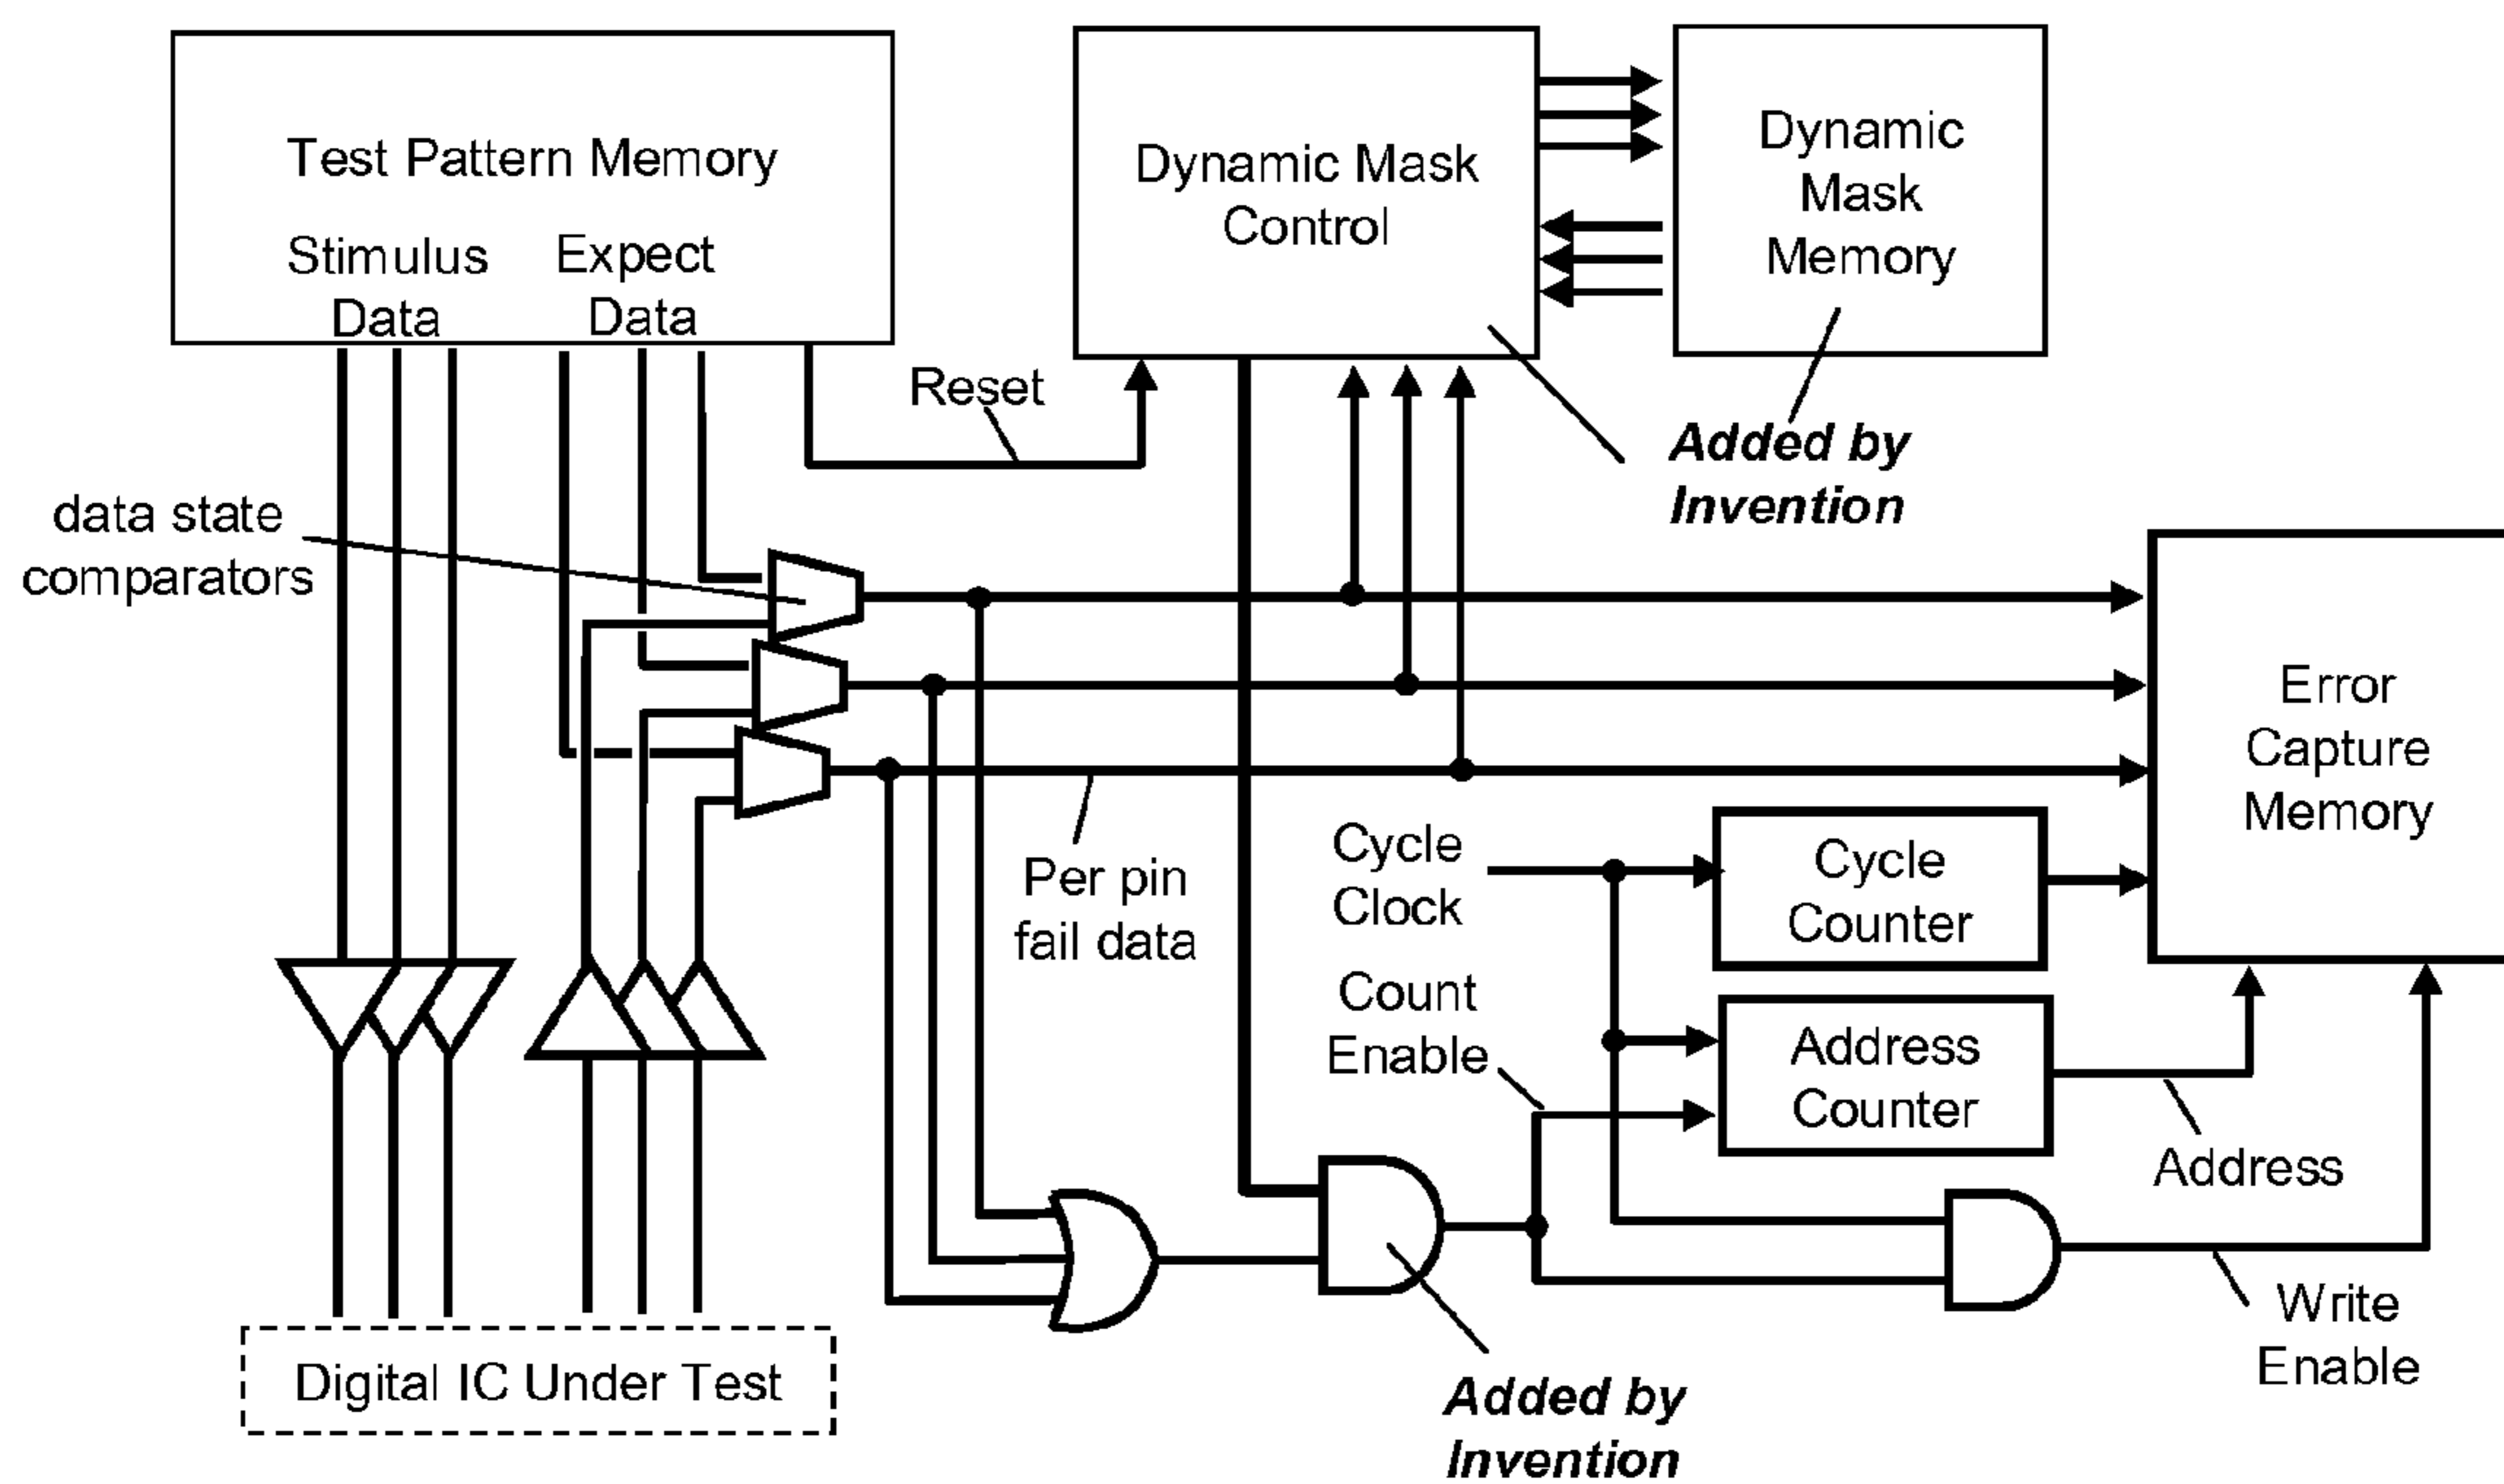 Test Pattern Memory
Stimulus
Data
Expect
Data
Dynamic Mask
Control
Dynamic
Mask
Memory
Reset
Added by
Invention
data state
comparators
Error
Capture
Memory
Per pin
fail data
Cycle
Clock
Cycle
Counter
Count
Enable
Address
Counter
Address
Write
Enable
Digital IC Under Test
Added by
Invention